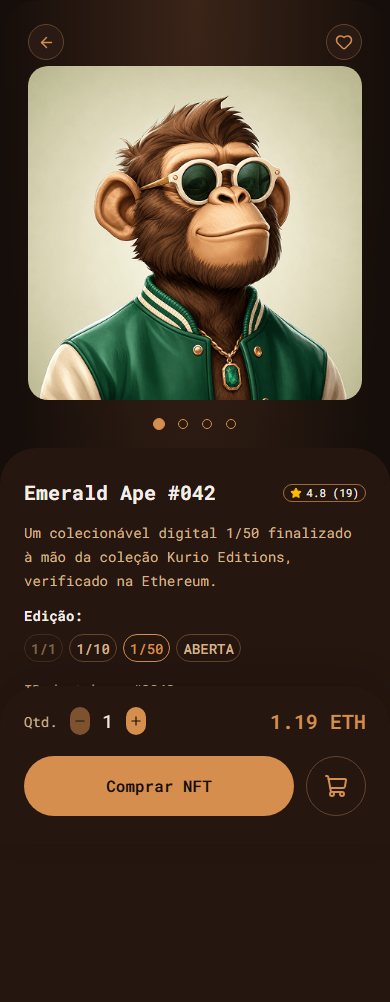 Emerald Ape #042
4.8 (19)
Um colecionável digital 1/50 finalizado
à mão da coleção Kurio Editions,
verificado na Ethereum.
Edição:
1/1 1/10 1/50 ABERTA
Qtd. − 1 + 1.19 ETH
Comprar NFT